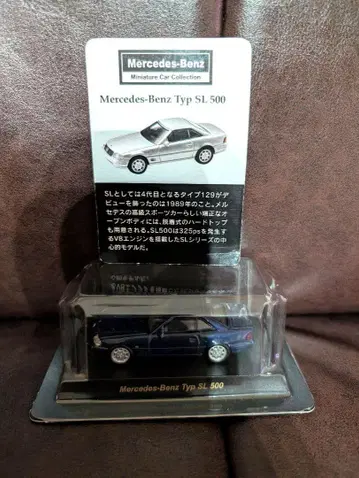 Mercedes-Benz
Miniature Car Collection
Mercedes-Benz Typ SL 500
SLとしては4代目となるタイプ129がデ
ビューを飾ったのは1989年のこと。メル
セデスの高級スポーツカーらしい端正なオ
ープンボディには、脱着式のハードトップ
も用意される。SL500は325psを発生す
るV8エンジンを搭載したSLシリーズの中
心的モデルだ。
Mercedes-Benz Typ SL 500